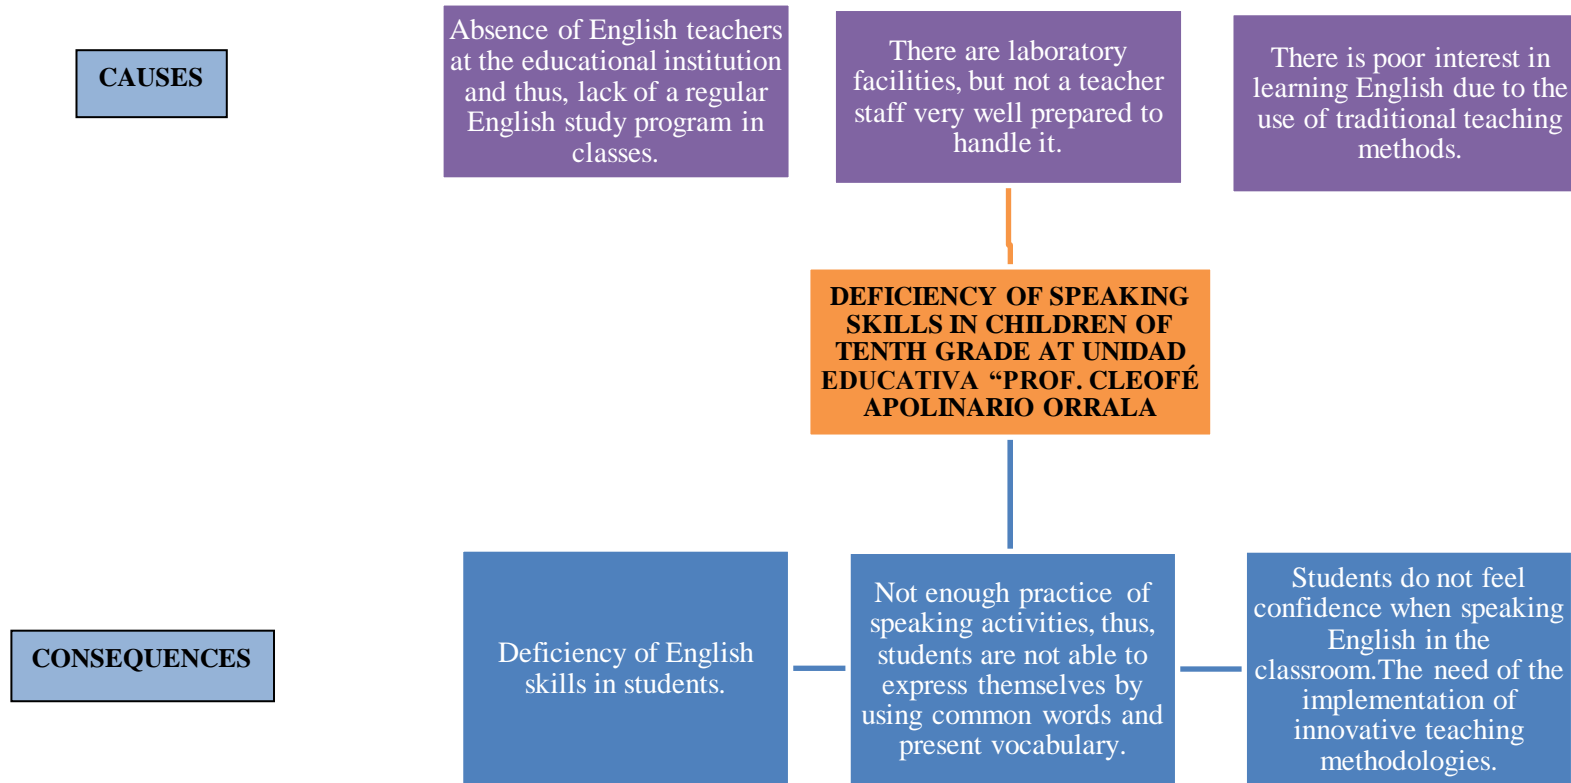 CAUSES
Absence of English teachers
at the educational institution
and thus, lack of a regular
English study program in
classes.
There are laboratory
facilities, but not a teacher
staff very well prepared to
handle it.
There is poor interest in
learning English due to the
use of traditional teaching
methods.
DEFICIENCY OF SPEAKING
SKILLS IN CHILDREN OF
TENTH GRADE AT UNIDAD
EDUCATIVA “PROF. CLEOFÉ
APOLINARIO ORRALA
CONSEQUENCES
Deficiency of English
skills in students.
Not enough practice of
speaking activities, thus,
students are not able to
express themselves by
using common words and
present vocabulary.
Students do not feel
confidence when speaking
English in the
classroom.The need of the
implementation of
innovative teaching
methodologies.